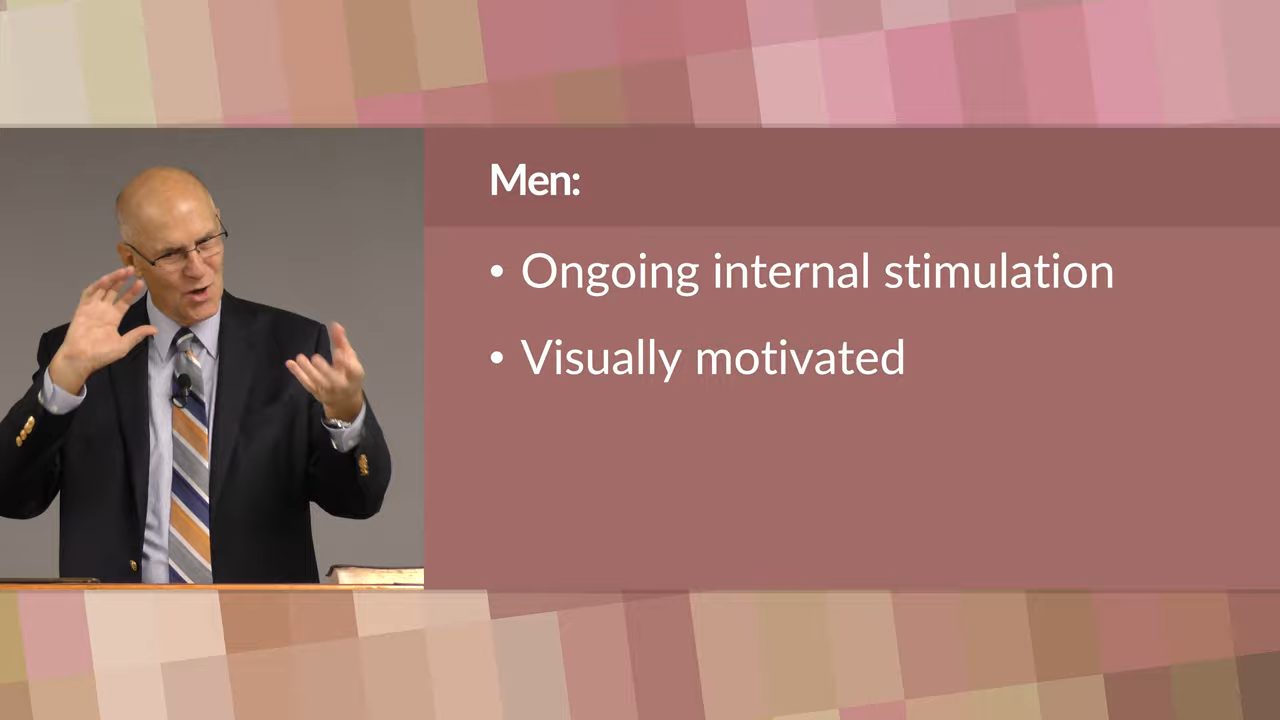 Men:
• Ongoing internal stimulation
• Visually motivated